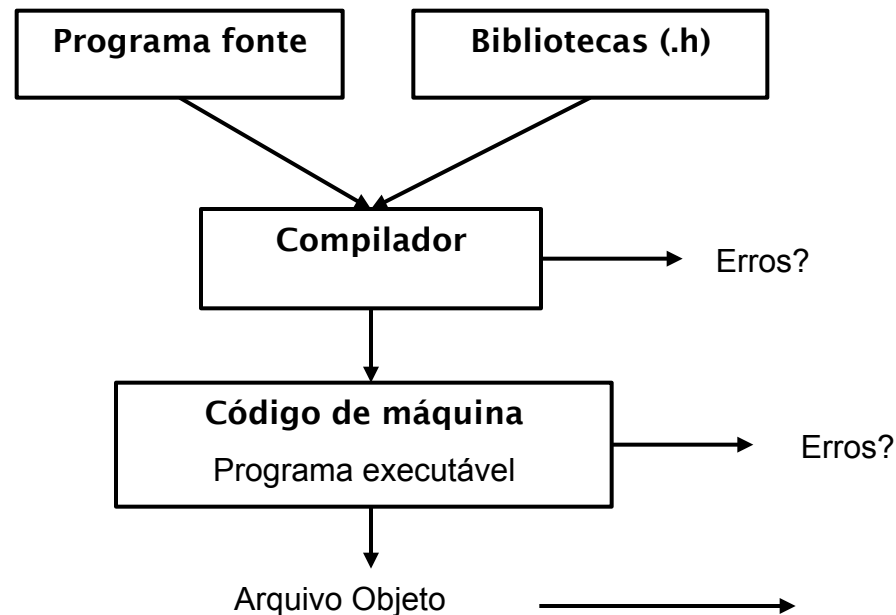 Programa fonte
Bibliotecas (.h)
Compilador
Erros?
Código de máquina
Programa executável
Erros?
Arquivo Objeto